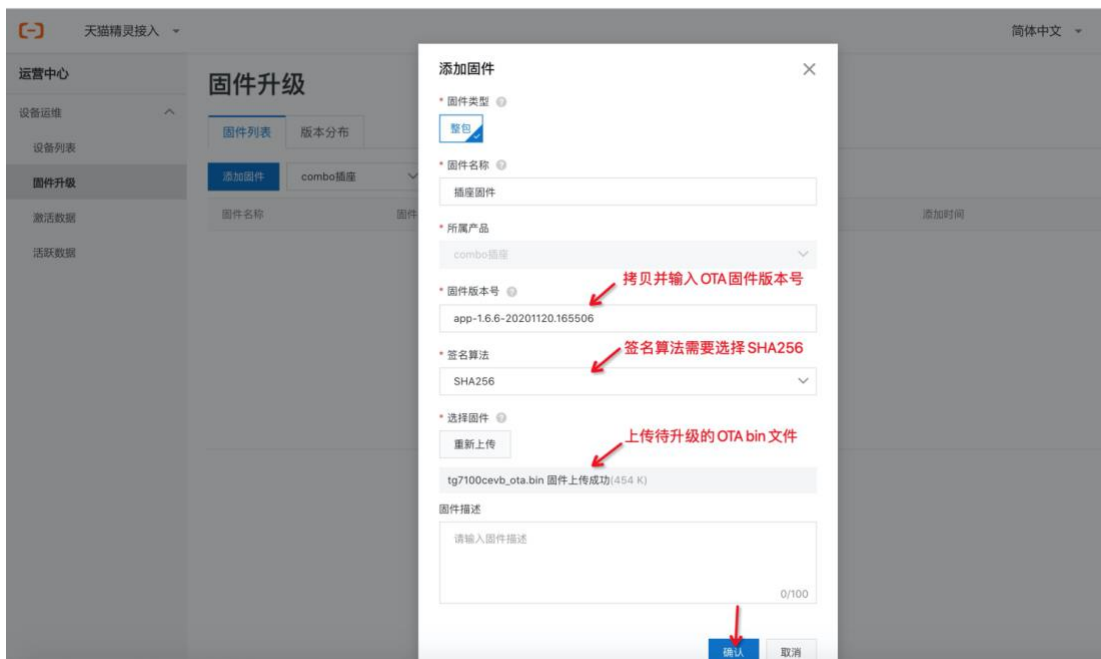 天猫精灵接入
简体中文
运营中心
设备运维
设备列表
固件升级
激活数据
活跃数据
固件升级
固件列表 版本分布
添加固件 combo插座
固件名称 固件 添加时间
添加固件
* 固件类型
整包
* 固件名称
插座固件
* 所属产品
combo插座
拷贝并输入OTA固件版本号
* 固件版本号
app-1.6.6-20201120.165506
签名算法需要选择SHA256
* 签名算法
SHA256
* 选择固件
重新上传
上传待升级的OTA bin文件
tg7100cevb_ota.bin 固件上传成功(454 K)
固件描述
请输入固件描述
0/100
确认 取消